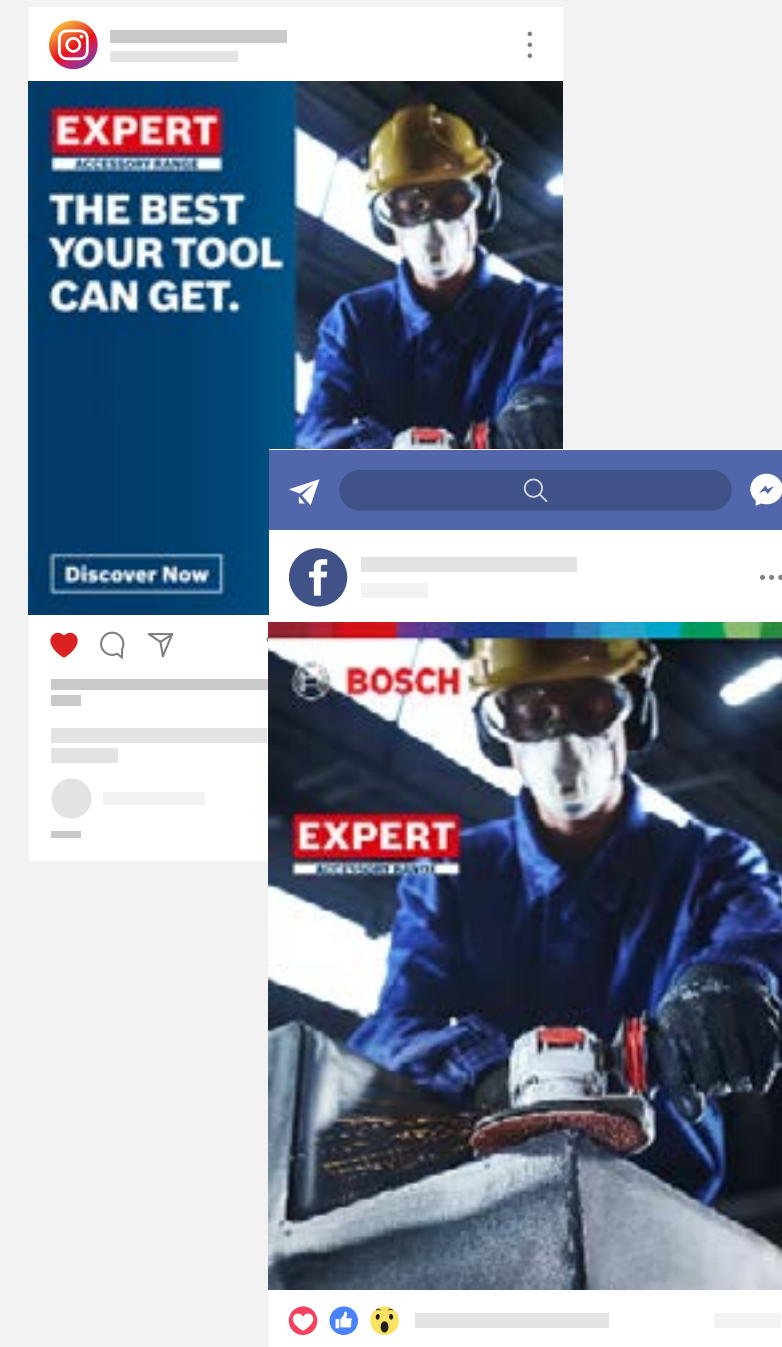 EXPERT
ACCESSORY RANGE
THE BEST
YOUR TOOL
CAN GET.
Discover Now
BOSCH
EXPERT
ACCESSORY RANGE